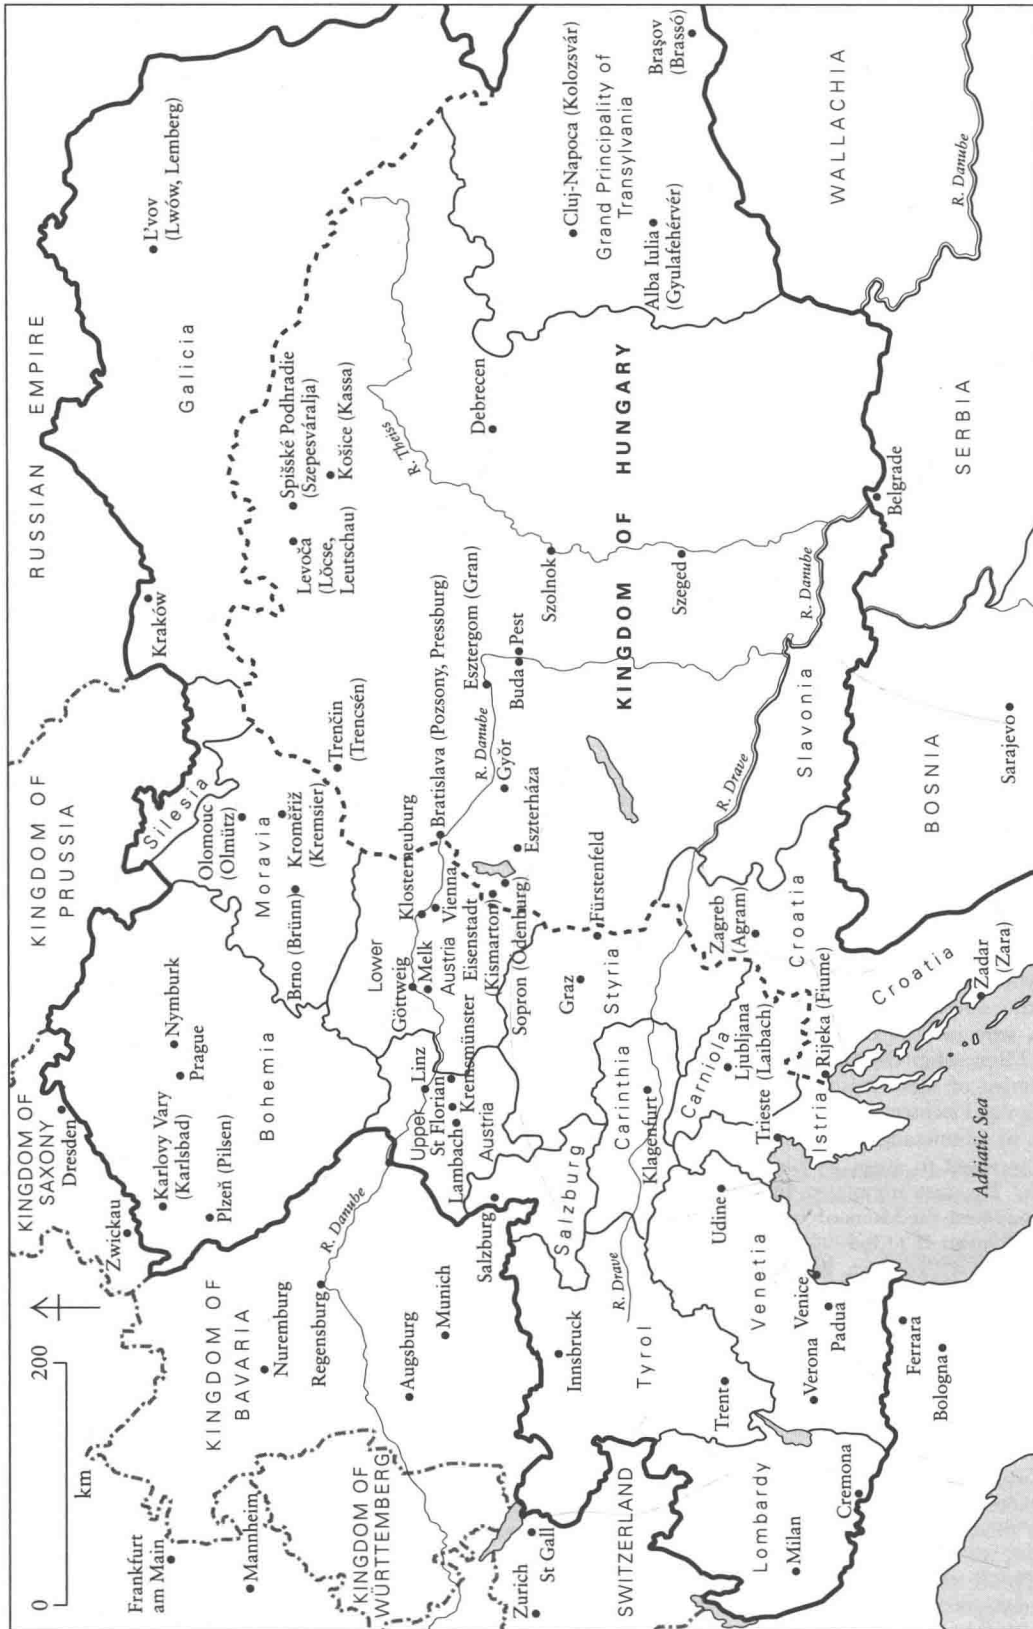 0
200
km
Frankfurt
am Main
Mannheim
KINGDOM OF
WÜRTTEMBERG
KINGDOM OF
BAVARIA
Nuremburg
Regensburg
Augsburg
Munich
R. Danube
Zwickau
KINGDOM OF
SAXONY
Dresden
Karlovy Vary
(Karlsbad)
Plzeň (Pilsen)
Prague
Nymburk
Bohemia
KINGDOM OF
PRUSSIA
Silesia
Olomouc
(Olmütz)
Moravia
Kroměříž
(Kremsier)
Brno (Brünn)
RUSSIAN EMPIRE
Kraków
Galicia
L'vov
(Lwów, Lemberg)
Levoča
(Lőcse,
Leutschau)
Spišské Podhradie
(Szepesváralja)
Košice (Kassa)
Trenčin
(Trencsén)
Zurich
St Gall
SWITZERLAND
Innsbruck
Tyrol
R. Drave
Salzburg
Salzburg
Upper
Austria
Linz
St Florian
Lambach
Kremsmünster
Lower
Austria
Göttweig
Melk
Klosterneuburg
Vienna
Eisenstadt
(Kismarton)
Sopron (Ödenburg)
Bratislava (Pozsony, Pressburg)
R. Danube
Győr
Eszterháza
Esztergom (Gran)
Buda
Pest
R. Theiss
Szolnok
Szeged
Debrecen
KINGDOM OF HUNGARY
Cluj-Napoca (Kolozsvár)
Grand Principality of
Transylvania
Alba Iulia
(Gyulafehérvér)
Braşov
(Brassó)
Graz
Styria
Fürstenfeld
Carinthia
Klagenfurt
Carniola
Ljubljana
(Laibach)
Trieste
Istria
Rijeka (Fiume)
Zagreb
(Agram)
Croatia
Croatia
Zadar
(Zara)
Slavonia
R. Drave
R. Danube
Lombardy
Milan
Cremona
Trent
Verona
Venetia
Venice
Padua
Udine
Ferrara
Bologna
Adriatic Sea
BOSNIA
Sarajevo
SERBIA
Belgrade
WALLACHIA
R. Danube